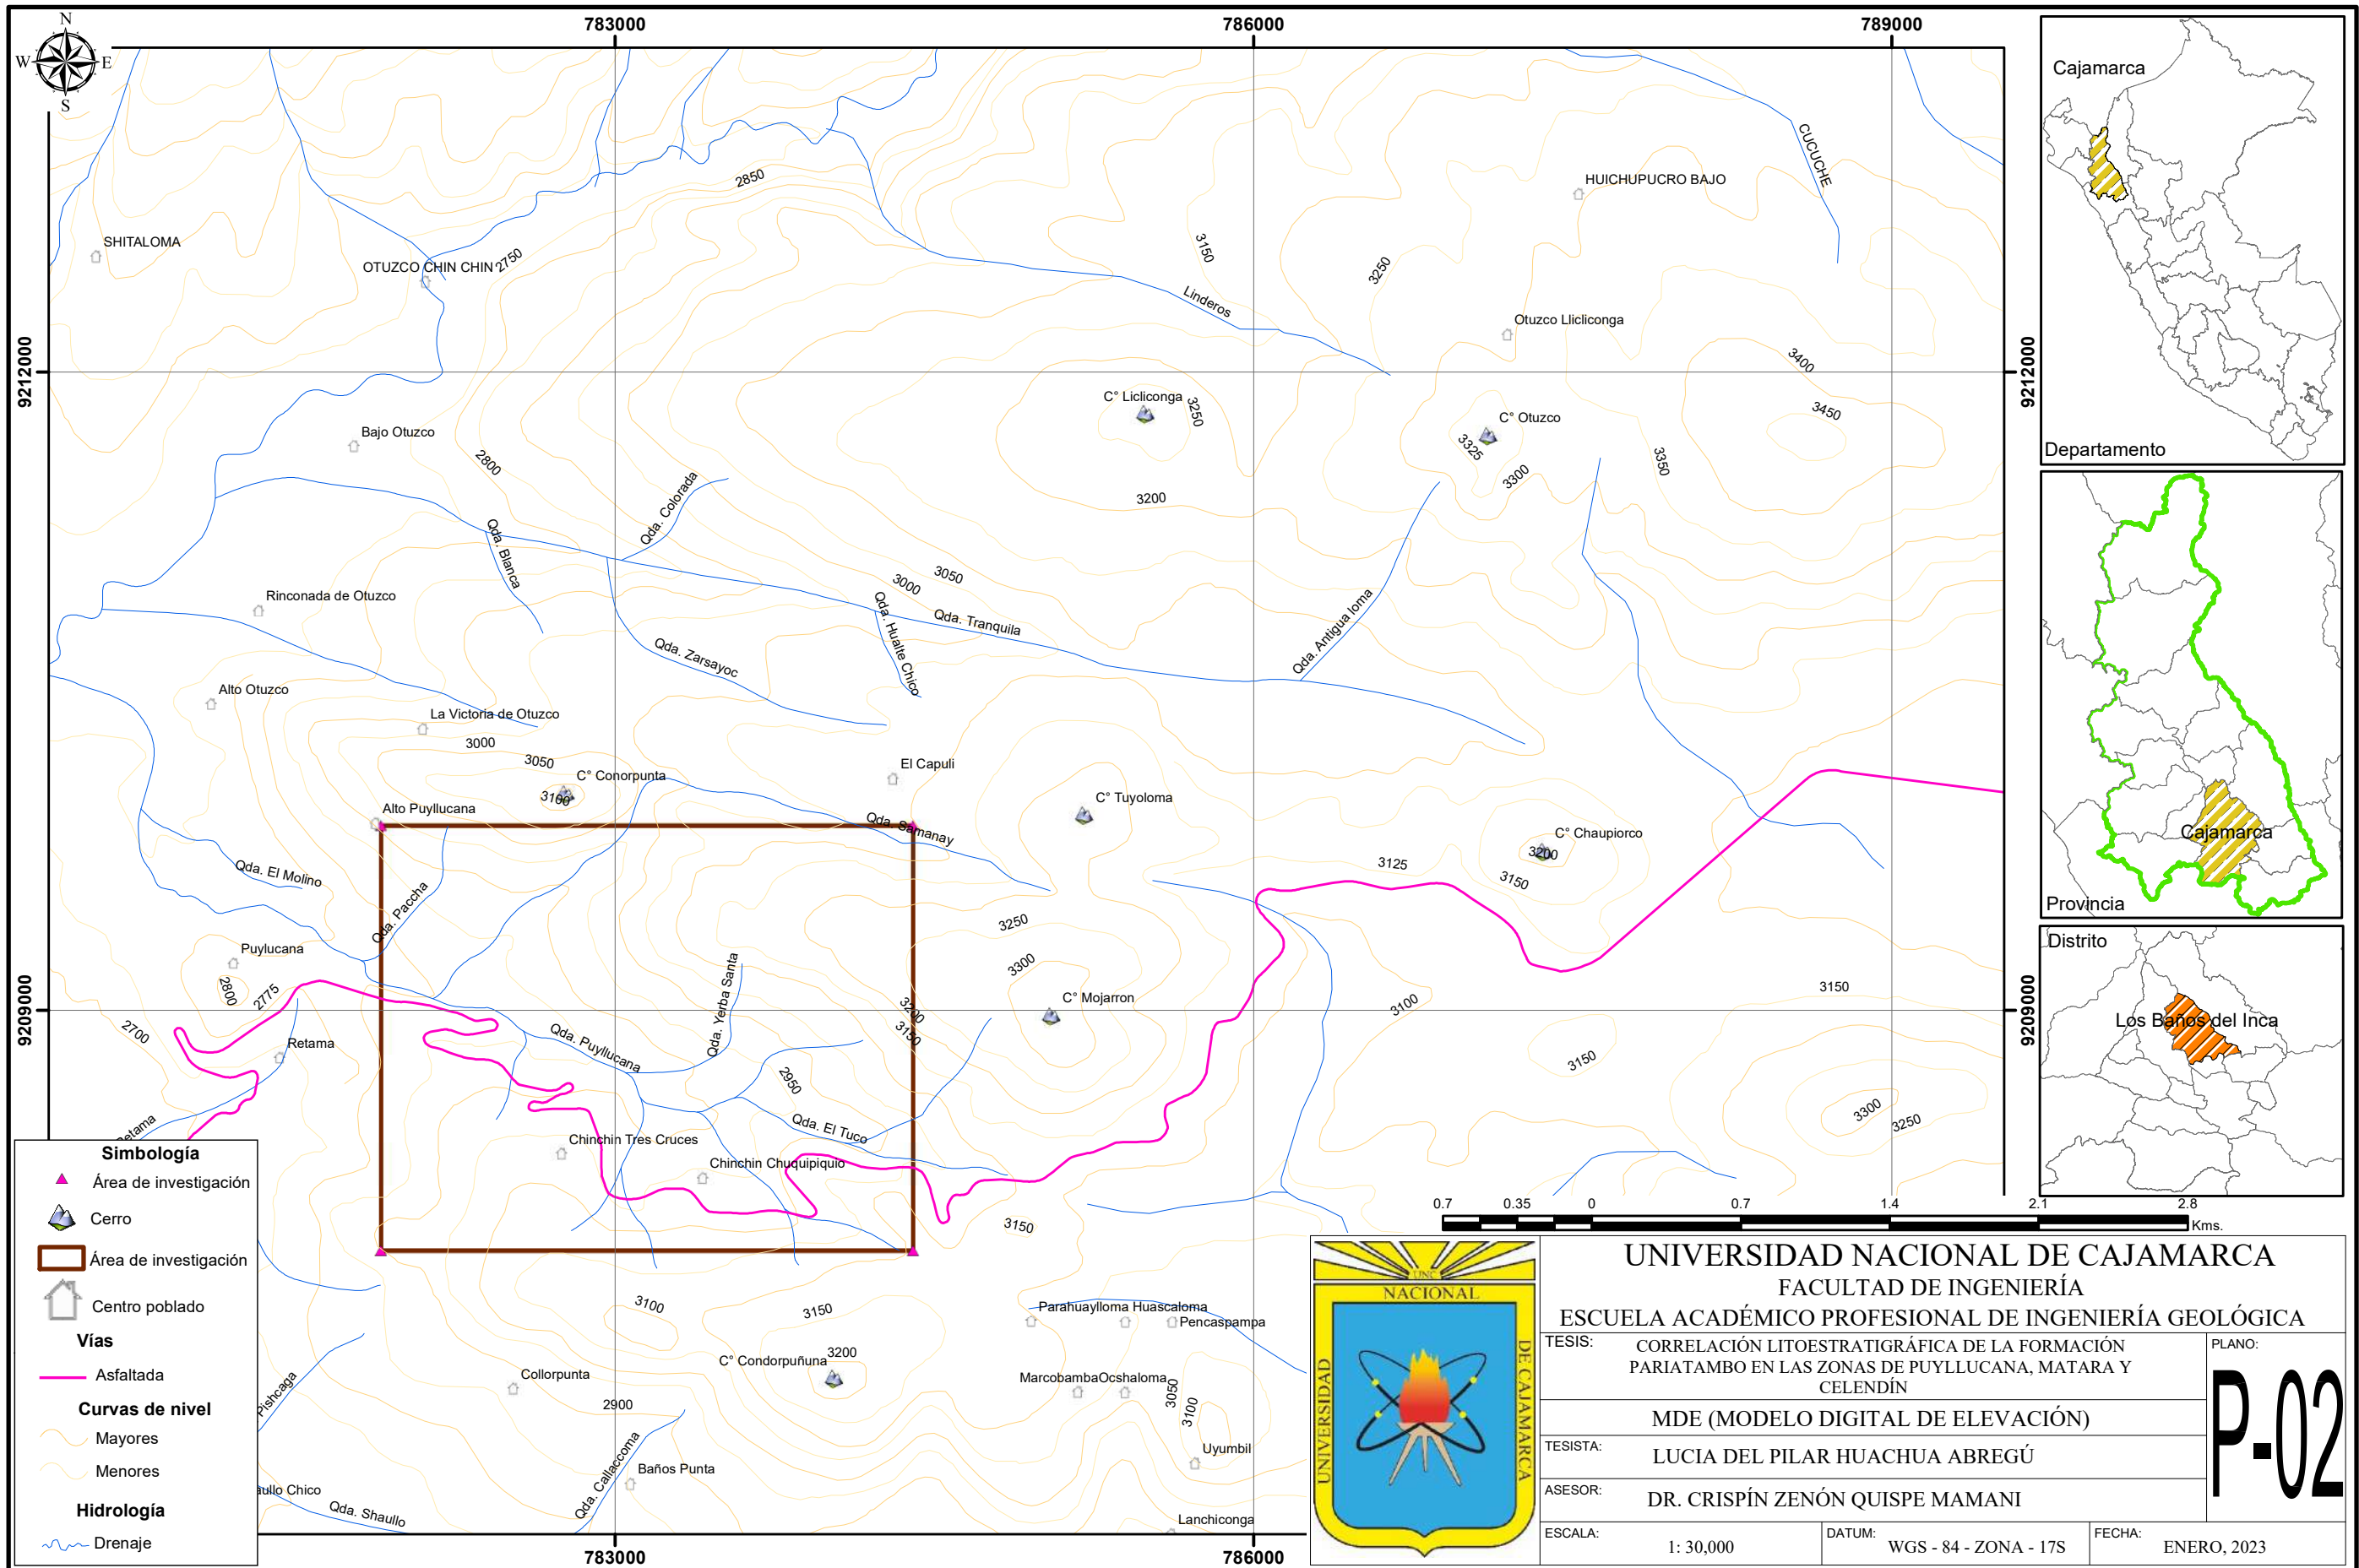 783000
786000
789000
N
W
E
S
CUCUCHE
2850
HUICHUPUCRO BAJO
SHITALOMA
3150
OTUZCO CHIN CHIN
2750
3250
Linderos
Otuzco Llicliconga
9212000
9212000
3400
C° Licliconga
3250
3450
C° Otuzco
Bajo Otuzco
3325
2800
3350
3300
3200
Qda. Colorada
Qda. Blanca
3050
3000
Rinconada de Otuzco
Qda. Tranquila
Qda. Hualte Chico
Qda. Antigua loma
Qda. Zarsayoc
Alto Otuzco
La Victoria de Otuzco
3000
3050
El Capuli
C° Conorpunta
3100
C° Tuyoloma
Alto Puyllucana
Qda. Samanay
C° Chaupiorco
3200
3125
3150
Qda. El Molino
Qda. Paccha
3250
Puylucana
3300
2800
2775
Qda. Yerba Santa
3150
C° Mojarron
3100
3200
3150
9209000
9209000
2700
Retama
Qda. Puyllucana
3150
2950
3300
3250
Qda. El Tuco
Chinchin Tres Cruces
Chinchin Chuquipiquio
3150
3100
3150
Parahuaylloma Huascaloma
Pencaspampa
C° Condorpuñuna
3200
Collorpunta
MarcobambaOcshaloma
3050
3100
2900
Uyumbil
Qda. Callaccoma
Baños Punta
Pishcaga
Qda. Shaullo
Lanchiconga
783000
786000
Simbología
Área de investigación
Cerro
Área de investigación
Centro poblado
Vías
Asfaltada
Curvas de nivel
Mayores
Menores
Hidrología
Drenaje
Cajamarca
Departamento
Cajamarca
Provincia
Distrito
Los Baños del Inca
0.7 0.35 0 0.7 1.4 2.1 2.8
Kms.
UNC
NACIONAL
UNIVERSIDAD
DE CAJAMARCA
UNIVERSIDAD NACIONAL DE CAJAMARCA
FACULTAD DE INGENIERÍA
ESCUELA ACADÉMICO PROFESIONAL DE INGENIERÍA GEOLÓGICA
TESIS: CORRELACIÓN LITOESTRATIGRÁFICA DE LA FORMACIÓN
PARIATAMBO EN LAS ZONAS DE PUYLLUCANA, MATARA Y
CELENDÍN
MDE (MODELO DIGITAL DE ELEVACIÓN)
TESISTA: LUCIA DEL PILAR HUACHUA ABREGÚ
ASESOR: DR. CRISPÍN ZENÓN QUISPE MAMANI
PLANO:
P-02
ESCALA: 1: 30,000
DATUM: WGS - 84 - ZONA - 17S
FECHA: ENERO, 2023